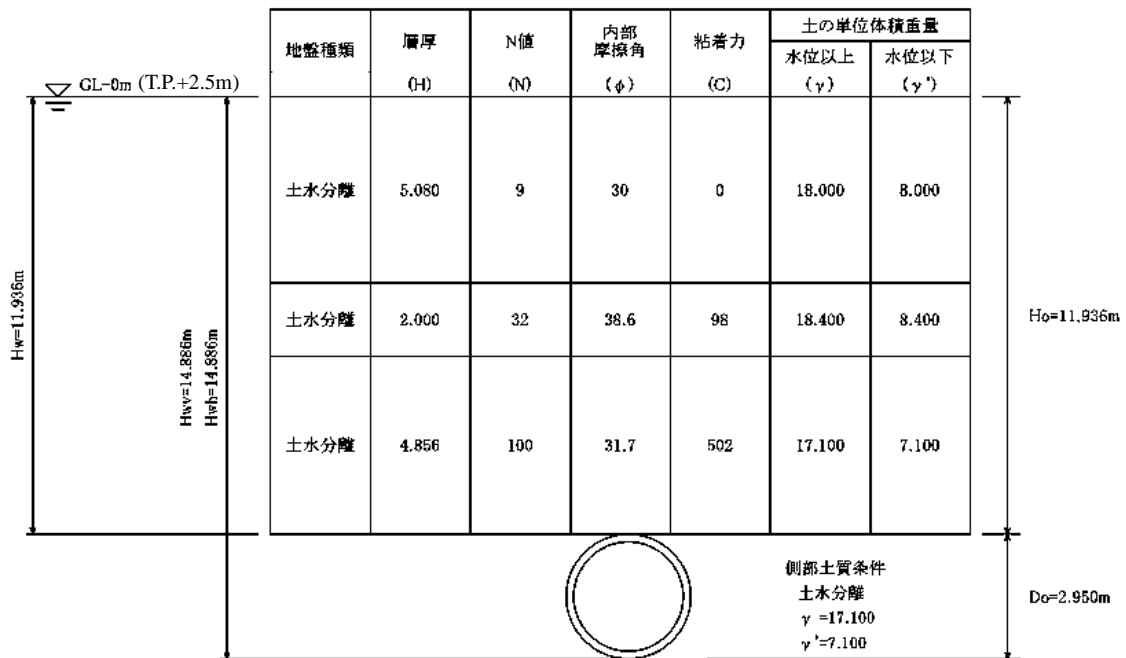 地盤種類 層厚 N値 内部 粘着力 土の単位体積重量
摩擦角 水位以上 水位以下
(H) (N) (φ) (C) (γ) (γ')
GL-0m (T.P.+2.5m)
土水分離 5.080 9 30 0 18.000 8.000
土水分離 2.000 32 38.6 98 18.400 8.400
土水分離 4.856 100 31.7 502 17.100 7.100
Hw=11.936m
Hwv=14.886m
Hwh=14.886m
Ho=11.936m
側部土質条件
土水分離
γ =17.100
γ'=7.100
Do=2.950m